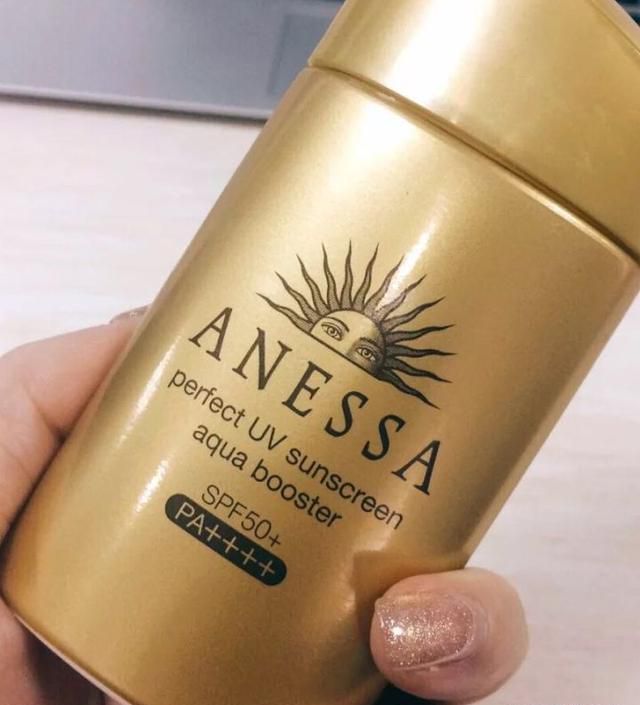 ANESSA
perfect UV sunscreen
aqua booster
SPF50+
PA++++